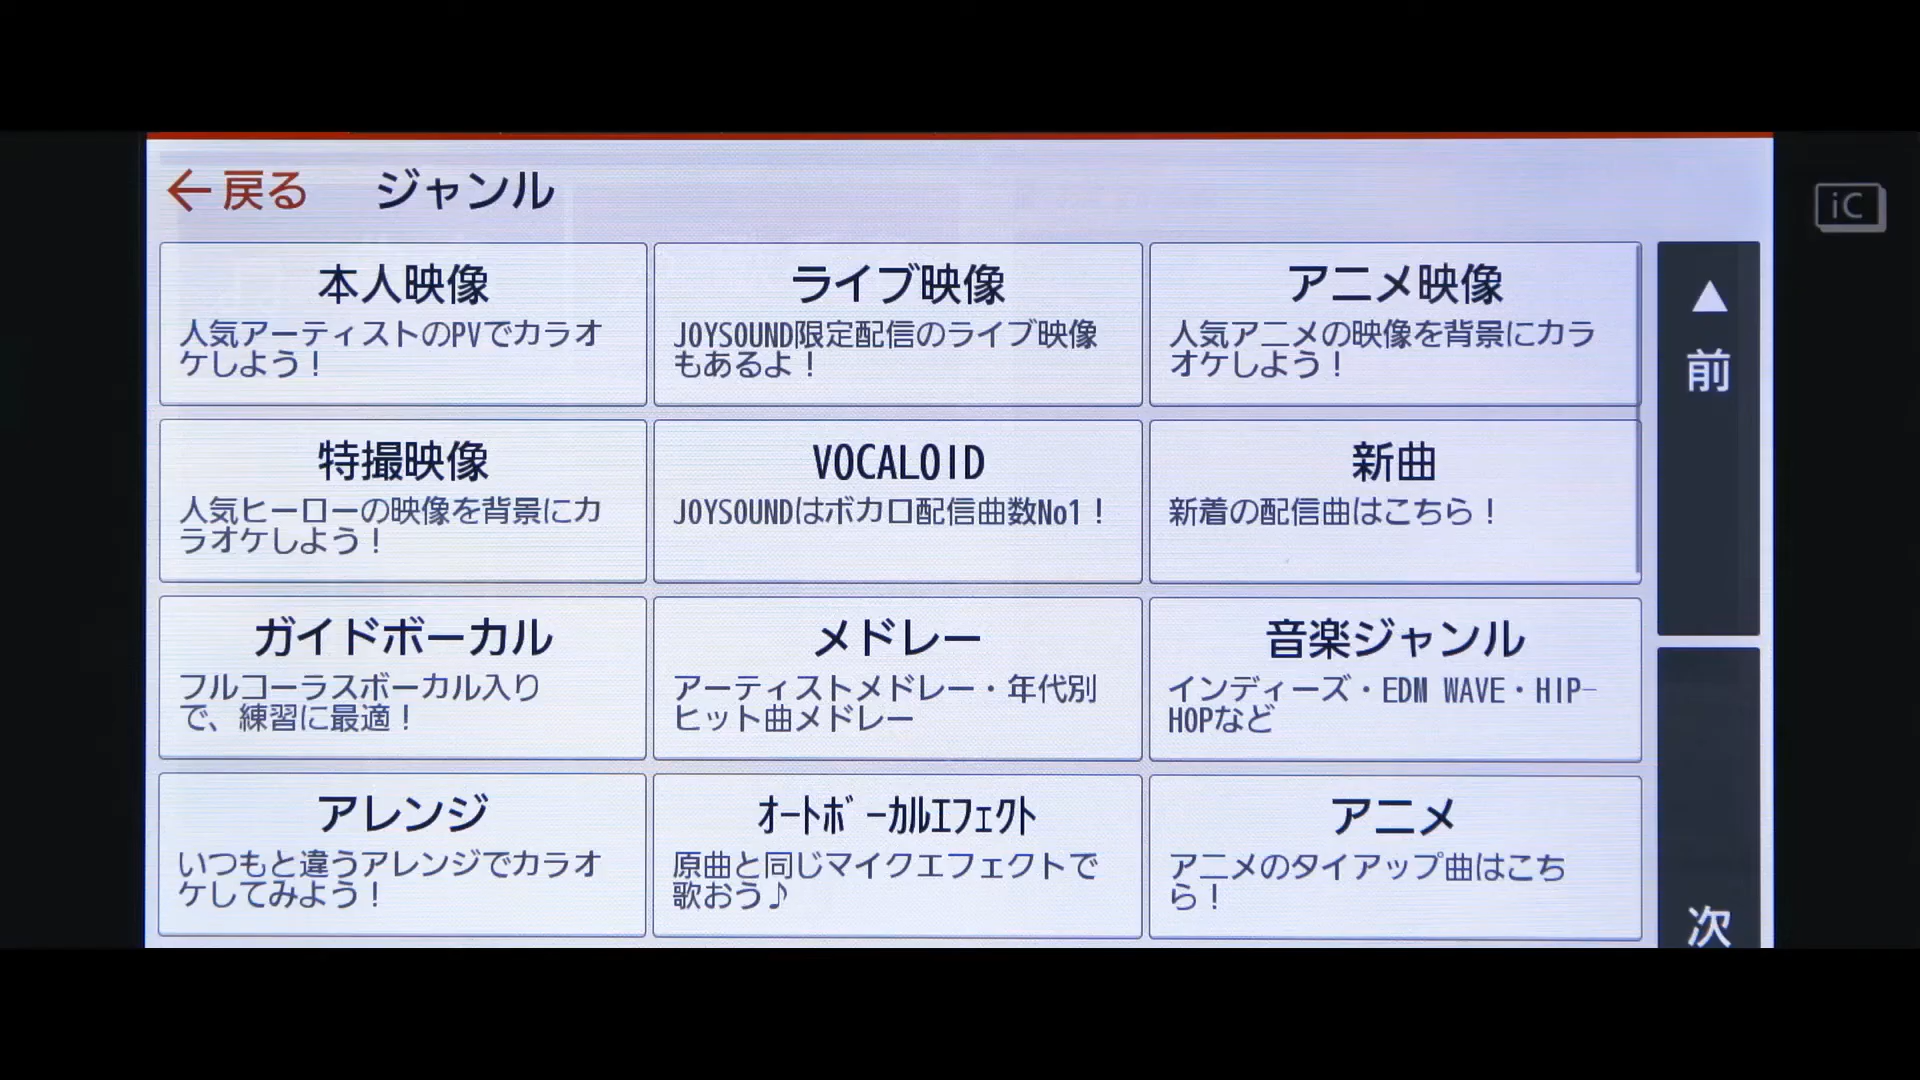 ←戻る ジャンル
iC
本人映像
人気アーティストのPVでカラオ
ケしよう！
ライブ映像
JOYSOUND限定配信のライブ映像
もあるよ！
アニメ映像
人気アニメの映像を背景にカラ
オケしよう！
▲
前
特撮映像
人気ヒーローの映像を背景にカ
ラオケしよう！
VOCALOID
JOYSOUNDはボカロ配信曲数No1！
新曲
新着の配信曲はこちら！
ガイドボーカル
フルコーラスボーカル入り
で、練習に最適！
メドレー
アーティストメドレー・年代別
ヒット曲メドレー
音楽ジャンル
インディーズ・EDM WAVE・HIP-
HOPなど
アレンジ
いつもと違うアレンジでカラオ
ケしてみよう！
ｵｰﾄﾎﾞｰｶﾙｴﾌｪｸﾄ
原曲と同じマイクエフェクトで
歌おう♪
アニメ
アニメのタイアップ曲はこち
ら！
次